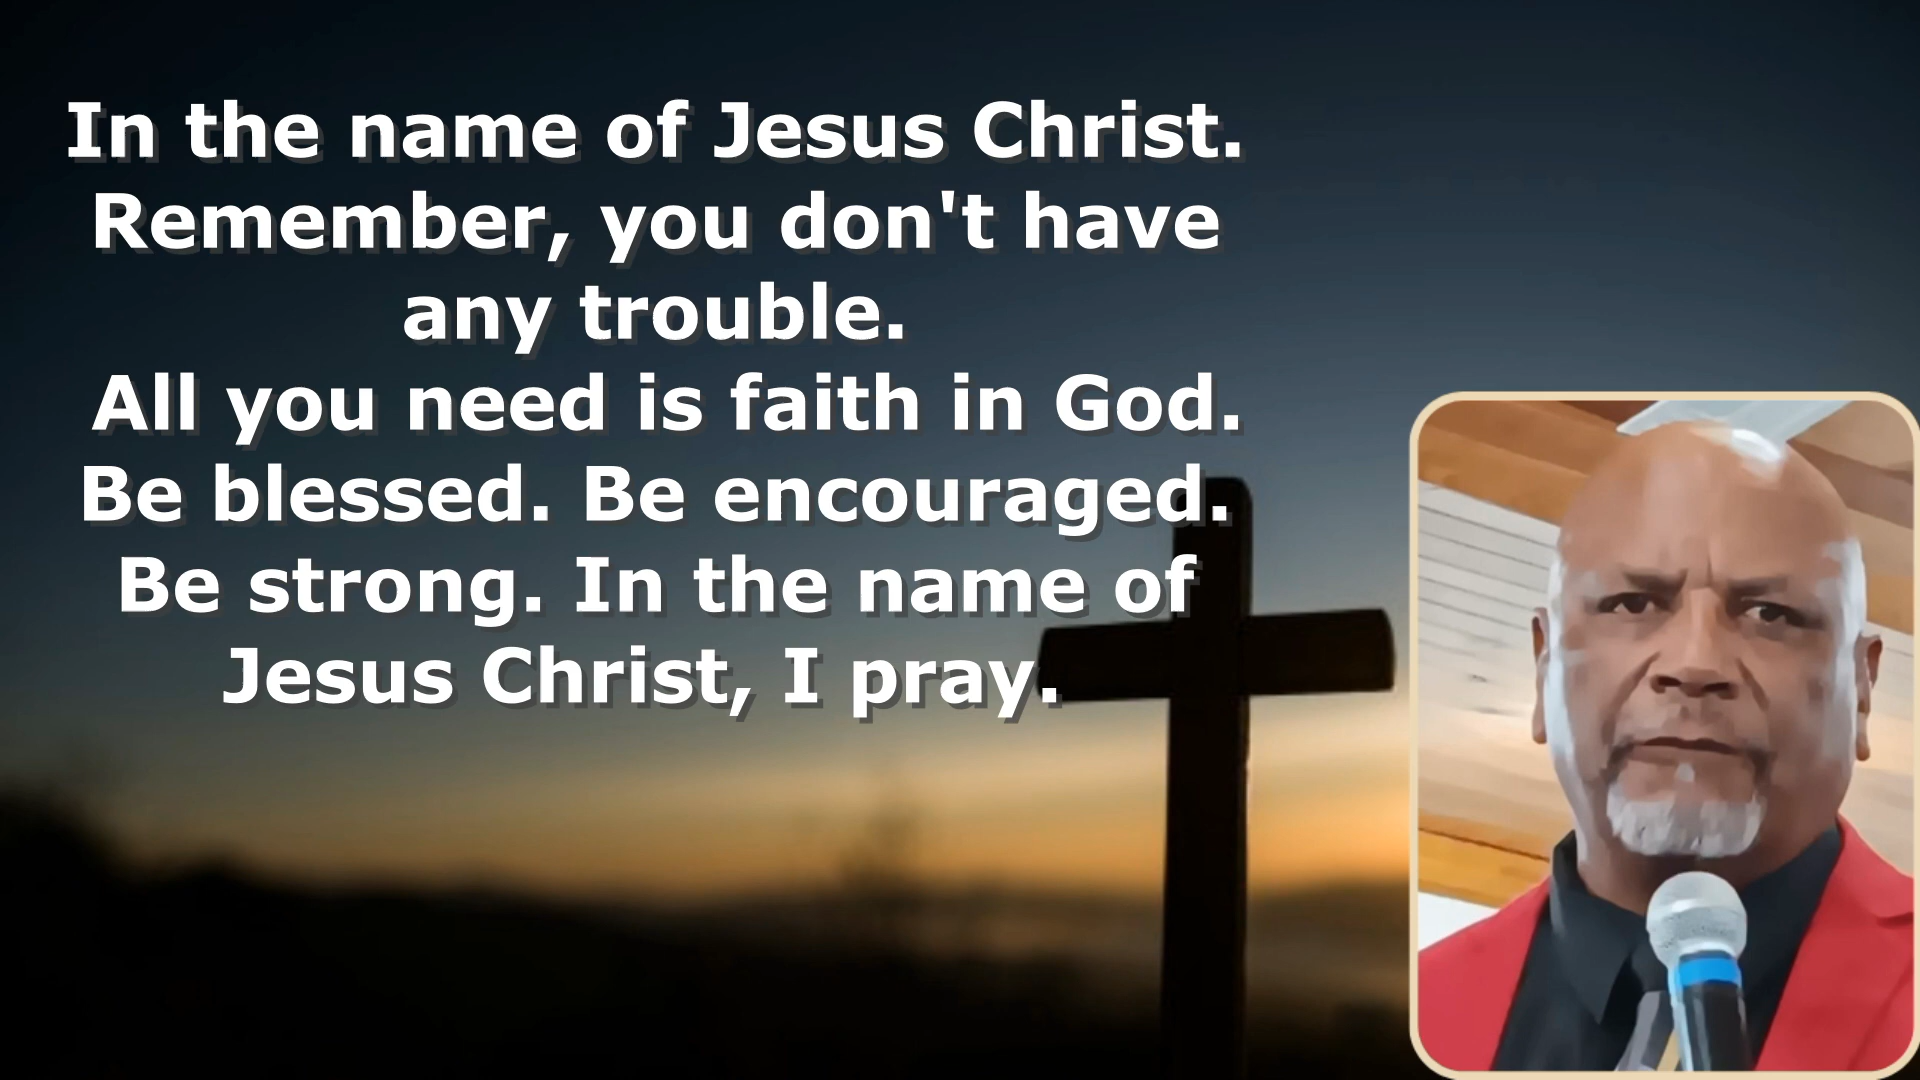 In the name of Jesus Christ.
Remember, you don't have
any trouble.
All you need is faith in God.
Be blessed. Be encouraged.
Be strong. In the name of
Jesus Christ, I pray.